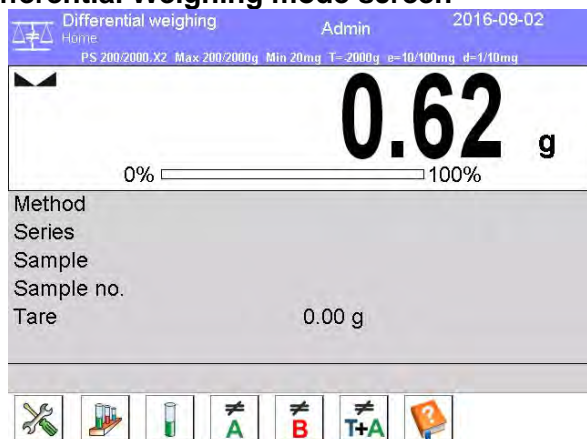 fferential Weighing mode screen
Differential weighing Admin 2016-09-02
Home
PS 200/2000.X2 Max 200/2000g Min 20mg T=-2000g e=10/100mg d=1/10mg
0.62 g
0% 100%
Method
Series
Sample
Sample no.
Tare 0.00 g
≠ ≠ ≠
A B T+A ?